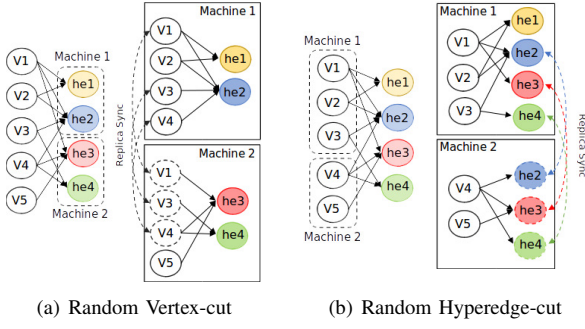 V1
V2
V3
V4
V5
Machine 1
he1
he2
he3
he4
Machine 2
Replica Sync
Machine 1
V1
V2
V3
V4
he1
he2
Machine 2
V1
V3
V4
V5
he3
he4
(a) Random Vertex-cut
Machine 1
V1
V2
V3
V4
V5
Machine 2
he1
he2
he3
he4
Machine 1
V1
V2
V3
he1
he2
he3
he4
Machine 2
V4
V5
he2
he3
he4
Replica Sync
(b) Random Hyperedge-cut